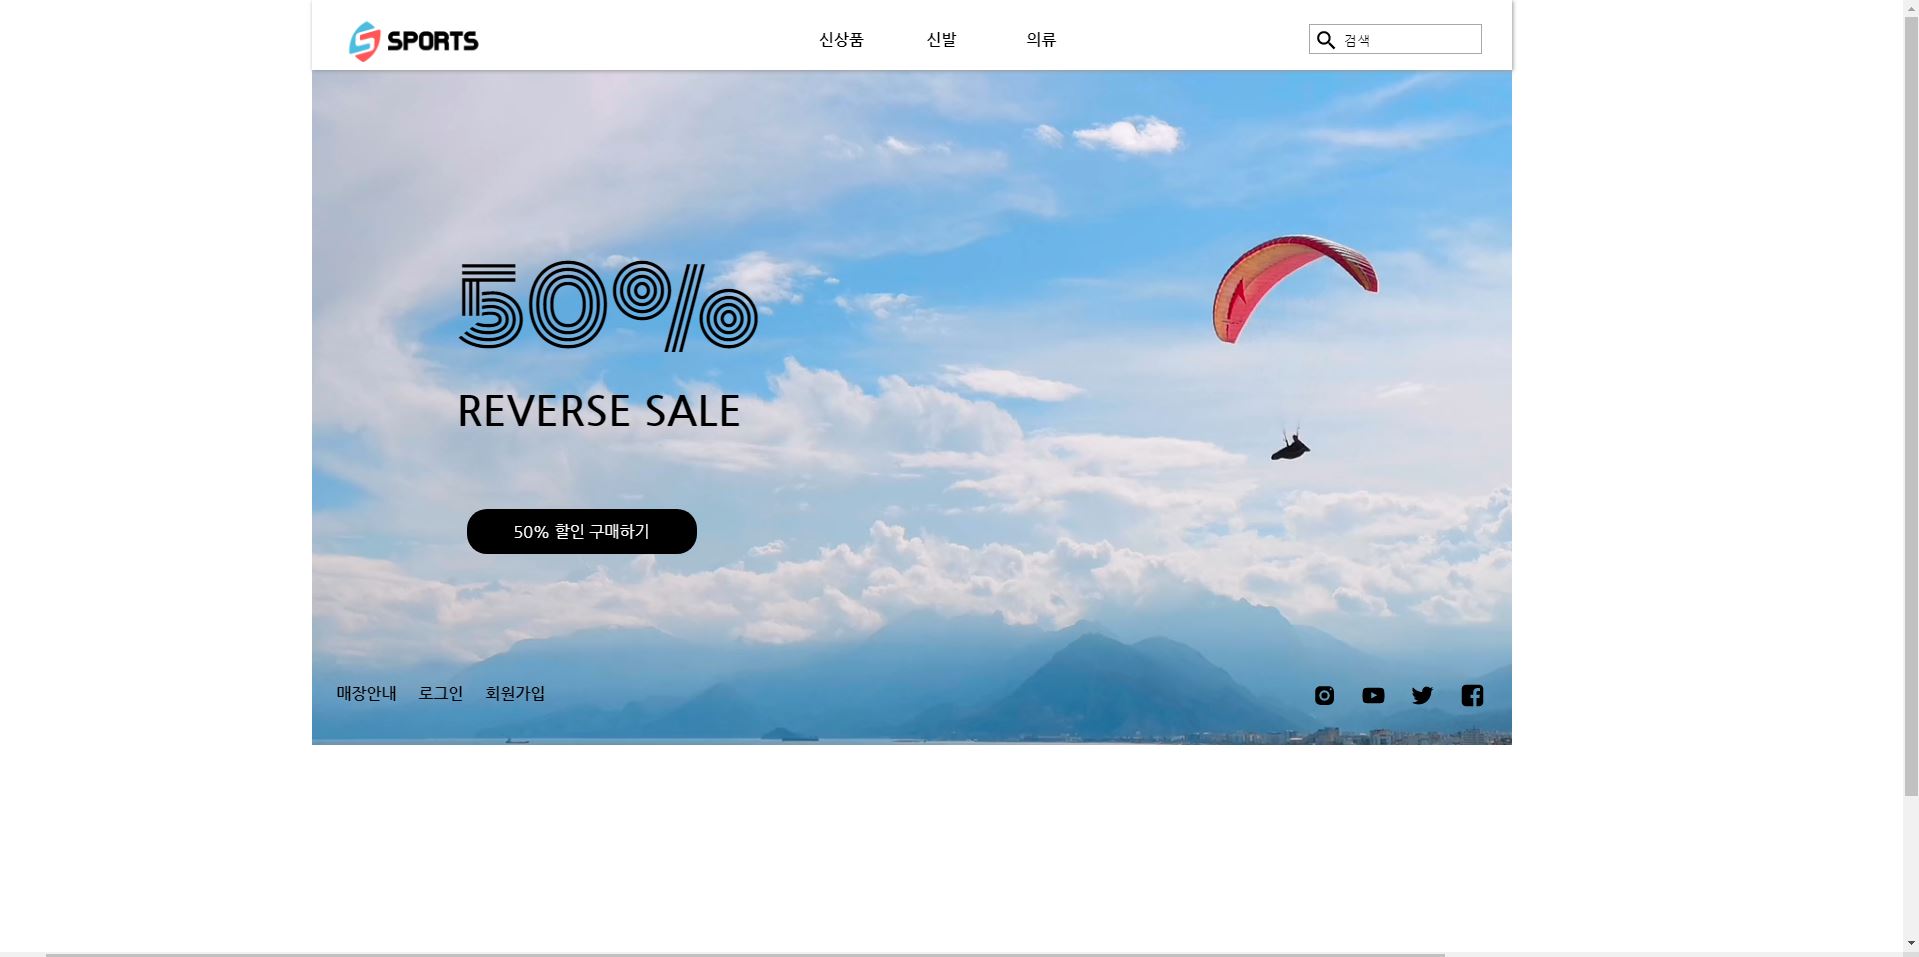 SPORTS
신상품 신발 의류
검색
50%
REVERSE SALE
50% 할인 구매하기
매장안내 로그인 회원가입